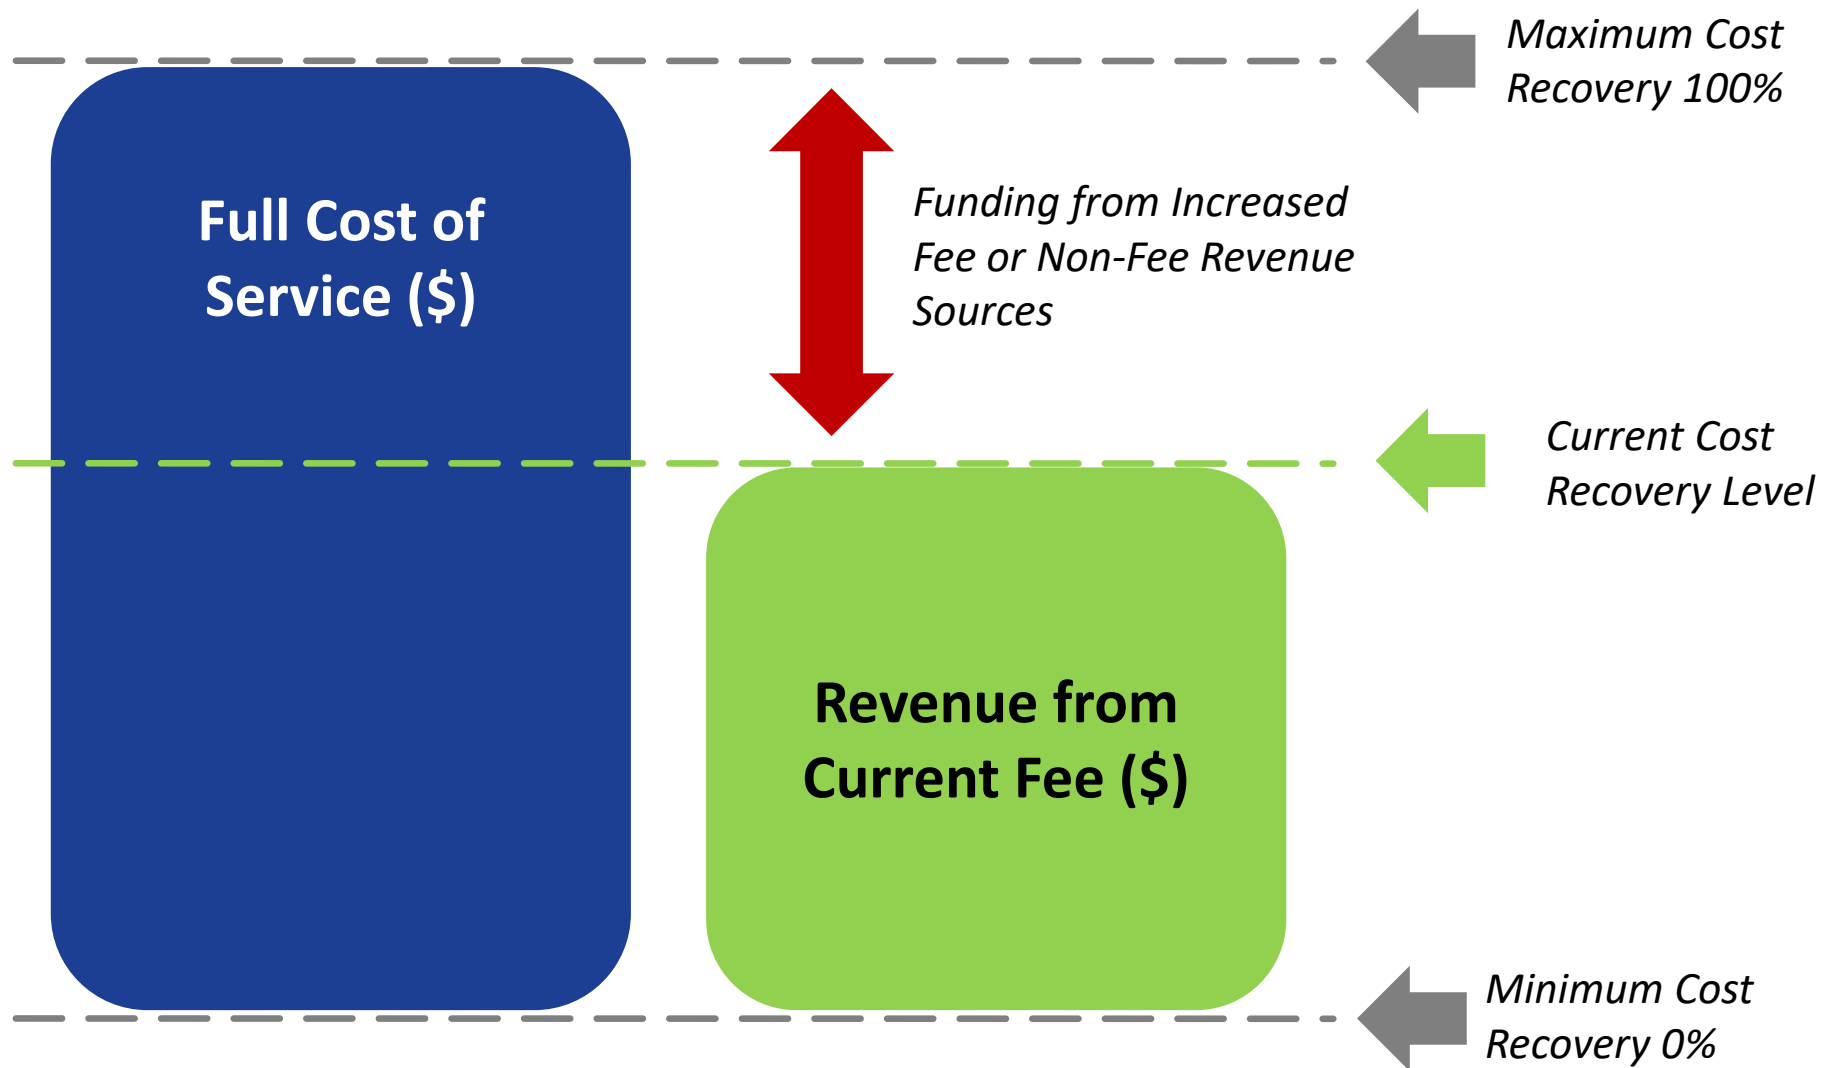 Maximum Cost
Recovery 100%
Full Cost of
Service ($)
Funding from Increased
Fee or Non-Fee Revenue
Sources
Current Cost
Recovery Level
Revenue from
Current Fee ($)
Minimum Cost
Recovery 0%